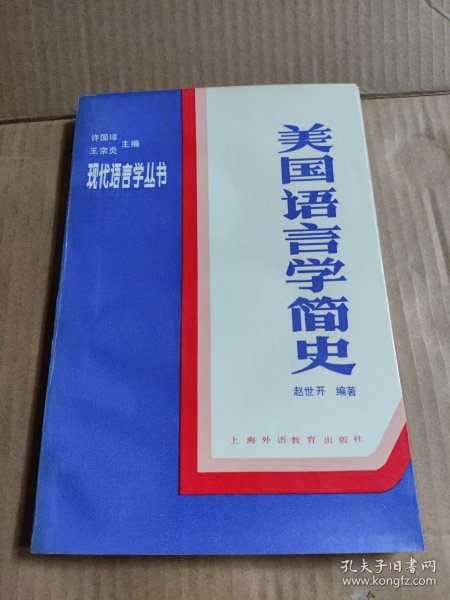 许国璋
王宗炎 主编
现代语言学丛书
美国语言学简史
赵世开 编著
上海外语教育出版社
孔夫子旧书网
www.kongfz.com